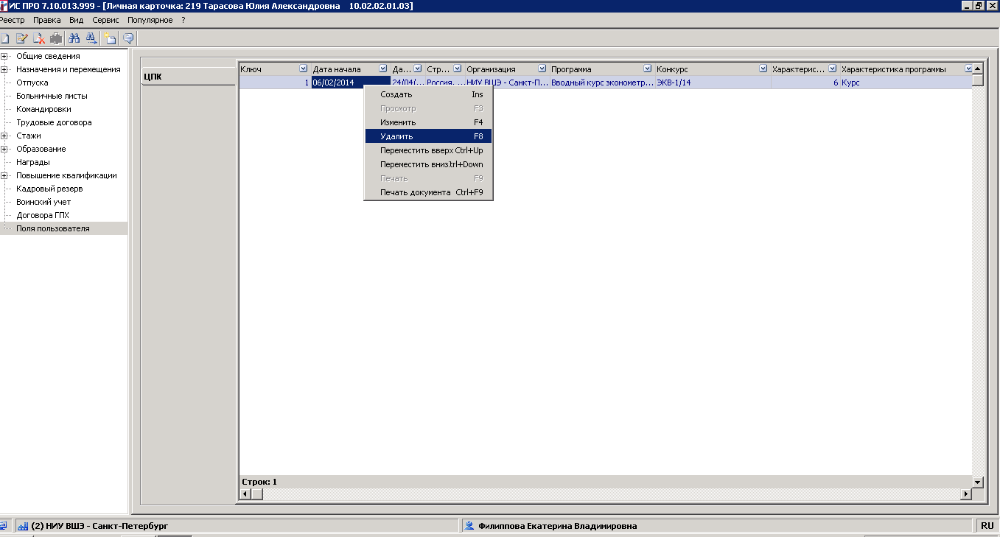 ИС ПРО 7.10.013.999 - [Личная карточка: 219 Тарасова Юлия Александровна 10.02.02.01.03]
Реестр Правка Вид Сервис Популярное ?
Общие сведения
Назначения и перемещения
Отпуска
Больничные листы
Командировки
Трудовые договора
Стажи
Образование
Награды
Повышение квалификации
Кадровый резерв
Воинский учет
Договора ГПХ
Поля пользователя
ЦПК
Ключ Дата начала Да... Стр... Организация Программа Конкурс Характерис... Характеристика программы
1 06/02/2014 24/04/... Россия, ... НИУ ВШЭ - Санкт-П... Вводный курс эконометр... ЭКВ-1/14 6 Курс
Создать Ins
Просмотр F3
Изменить F4
Удалить F8
Переместить вверх Ctrl+Up
Переместить вниз trl+Down
Печать F9
Печать документа Ctrl+F9
Строк: 1
(2) НИУ ВШЭ - Санкт-Петербург
Филиппова Екатерина Владимировна
RU